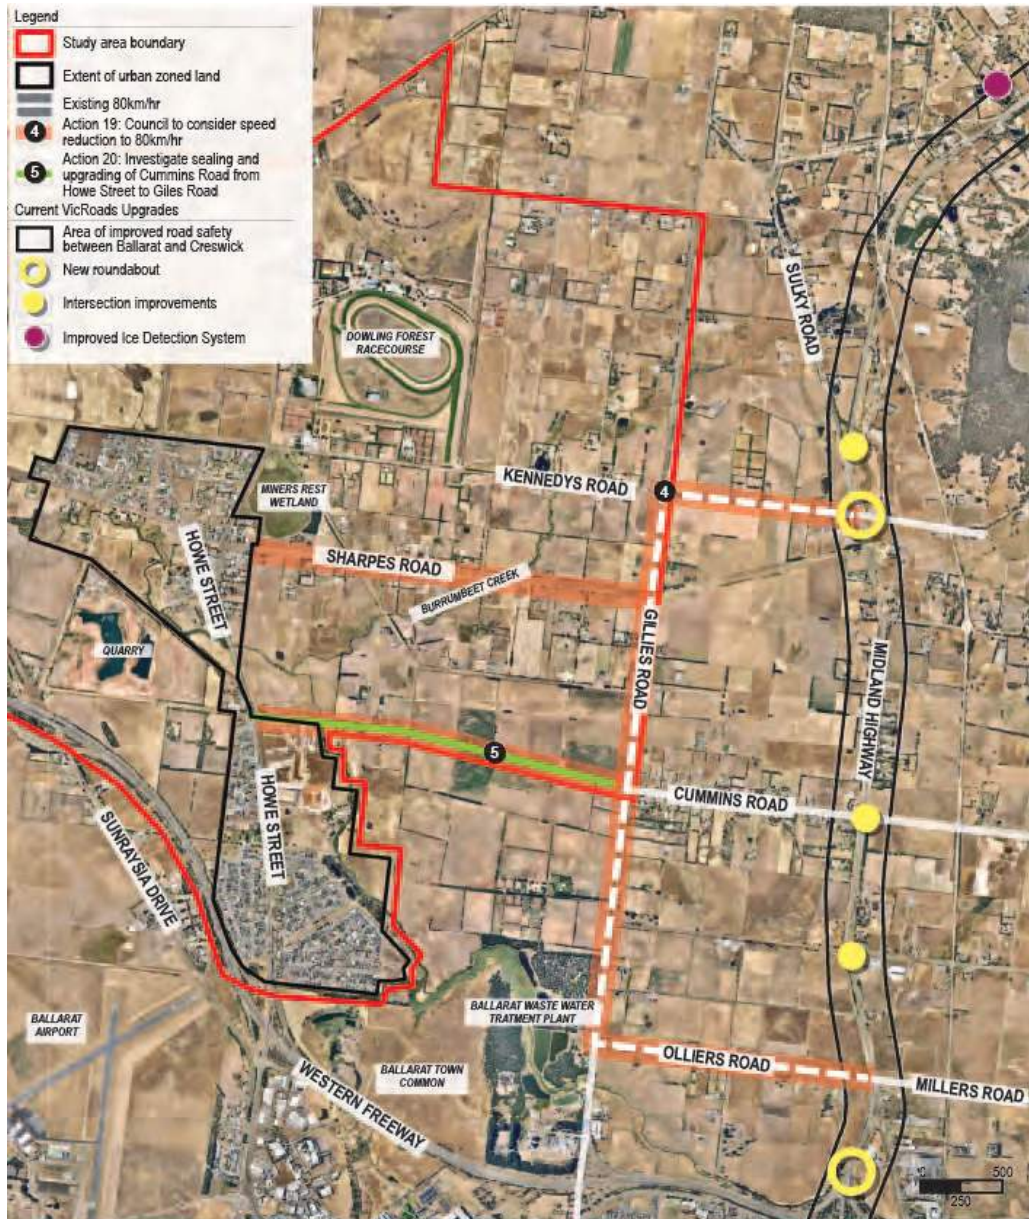 Legend
Study area boundary
Extent of urban zoned land
Existing 80km/hr
4
Action 19: Council to consider speed
reduction to 80km/hr
5
Action 20: Investigate sealing and
upgrading of Cummins Road from
Howe Street to Giles Road
Current VicRoads Upgrades
Area of improved road safety
between Ballarat and Creswick
New roundabout
Intersection improvements
Improved Ice Detection System
SULKY ROAD
DOWLING FOREST
RACECOURSE
KENNEDYS ROAD
4
MINERS REST
WETLAND
HOWE STREET
SHARPES ROAD
BURRUMBEET CREEK
GILLIES ROAD
MIDLAND HIGHWAY
QUARRY
5
CUMMINS ROAD
HOWE STREET
SUNRAYSIA DRIVE
BALLARAT
AIRPORT
BALLARAT WASTE WATER
TRATMENT PLANT
OLLIERS ROAD
MILLERS ROAD
BALLARAT TOWN
COMMON
WESTERN FREEWAY
0
500
250